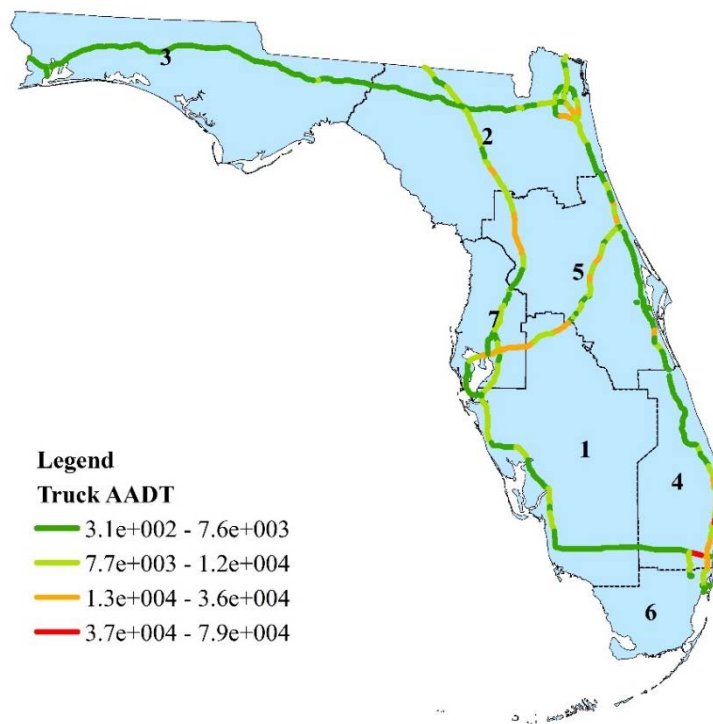 3
2
5
7
1
4
6
Legend
Truck AADT
3.1e+002 - 7.6e+003
7.7e+003 - 1.2e+004
1.3e+004 - 3.6e+004
3.7e+004 - 7.9e+004